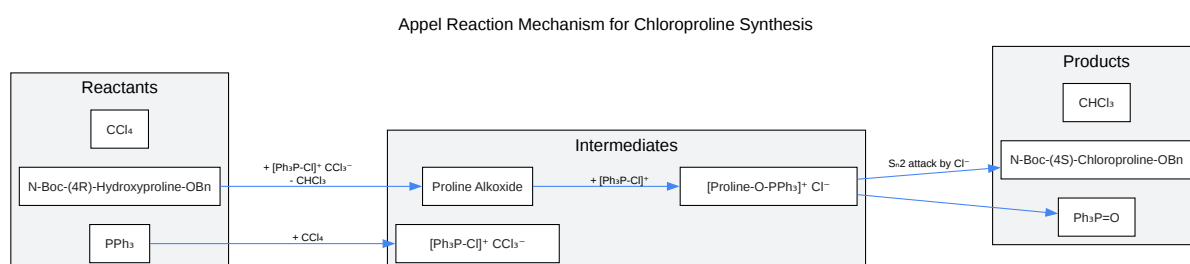 Appel Reaction Mechanism for Chloroproline Synthesis
Reactants
CCl₄
N-Boc-(4R)-Hydroxyproline-OBn
PPh₃
+ [Ph₃P-Cl]⁺ CCl₃⁻
- CHCl₃
+ CCl₄
Intermediates
Proline Alkoxide
+ [Ph₃P-Cl]⁺
[Proline-O-PPh₃]⁺ Cl⁻
[Ph₃P-Cl]⁺ CCl₃⁻
Sₙ2 attack by Cl⁻
Products
CHCl₃
N-Boc-(4S)-Chloroproline-OBn
Ph₃P=O